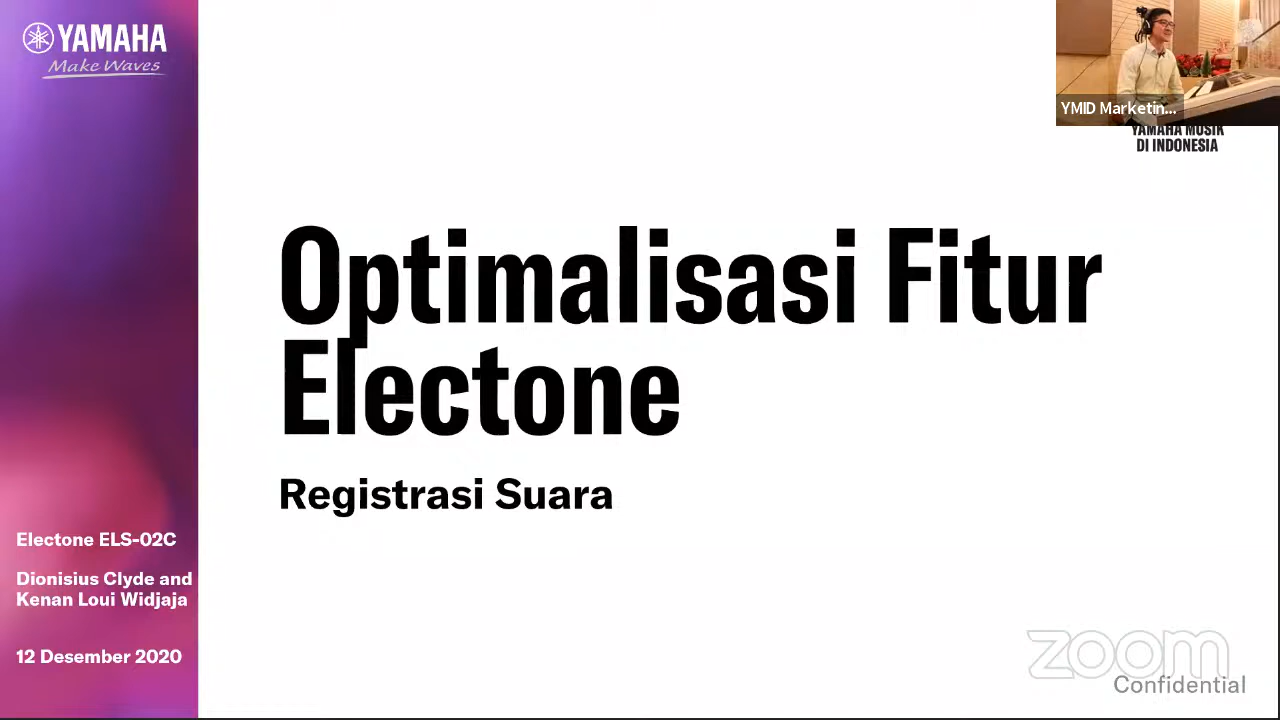 YAMAHA
Make Waves
YMID Marketin...
YAMAHA MUSIK
DI INDONESIA
Optimalisasi Fitur
Electone
Registrasi Suara
Electone ELS-02C
Dionisius Clyde and
Kenan Loui Widjaja
12 Desember 2020
zoom
Confidential